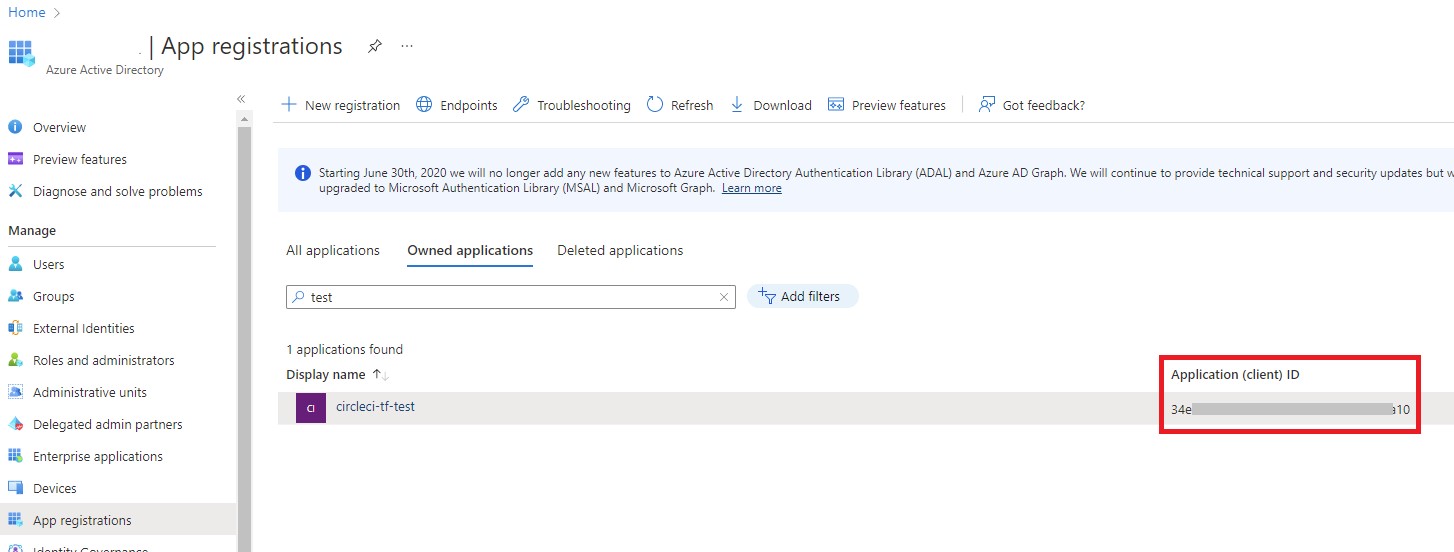 Home
. | App registrations
...
Azure Active Directory
«
New registration Endpoints Troubleshooting Refresh Download Preview features Got feedback?
Overview
Preview features
Diagnose and solve problems
Manage
Users
Groups
External Identities
Roles and administrators
Administrative units
Delegated admin partners
Enterprise applications
Devices
App registrations
Identity Governance
Starting June 30th, 2020 we will no longer add any new features to Azure Active Directory Authentication Library (ADAL) and Azure AD Graph. We will continue to provide technical support and security updates but w
upgraded to Microsoft Authentication Library (MSAL) and Microsoft Graph. Learn more
All applications Owned applications Deleted applications
test
Add filters
1 applications found
Display name Application (client) ID
CI circleci-tf-test 34e a10